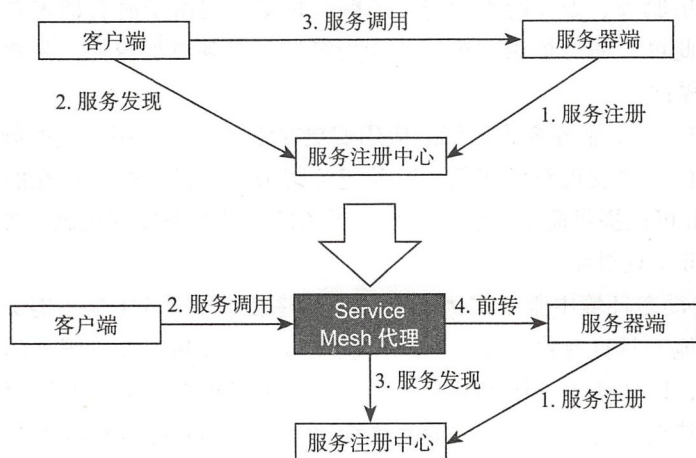 3. 服务调用
客户端
服务器端
2. 服务发现
1. 服务注册
服务注册中心
2. 服务调用
Service
Mesh 代理
4. 前转
客户端
服务器端
3. 服务发现
1. 服务注册
服务注册中心